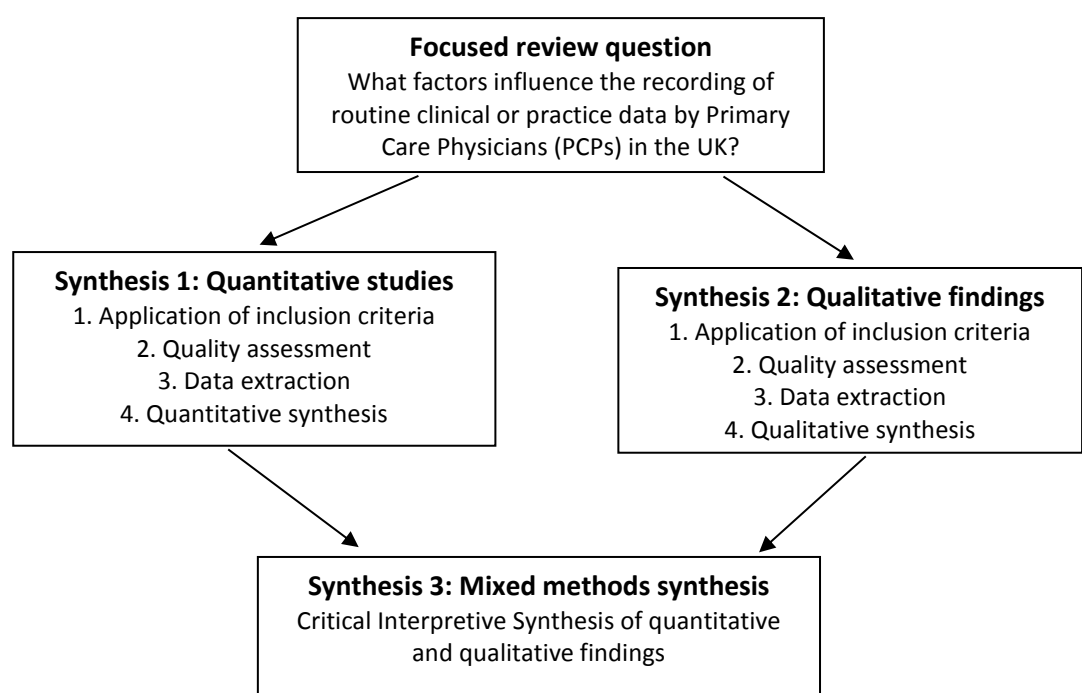 Focused review question
What factors influence the recording of
routine clinical or practice data by Primary
Care Physicians (PCPs) in the UK?
Synthesis 1: Quantitative studies
1. Application of inclusion criteria
2. Quality assessment
3. Data extraction
4. Quantitative synthesis
Synthesis 2: Qualitative findings
1. Application of inclusion criteria
2. Quality assessment
3. Data extraction
4. Qualitative synthesis
Synthesis 3: Mixed methods synthesis
Critical Interpretive Synthesis of quantitative
and qualitative findings